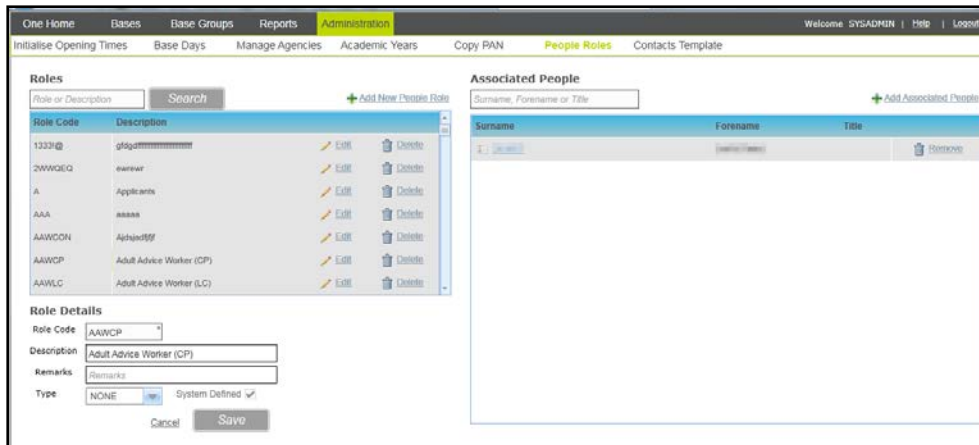 One Home Bases Base Groups Reports Administration Welcome SYSADMIN | Help | Logout
Initialise Opening Times Base Days Manage Agencies Academic Years Copy PAN People Roles Contacts Template
Roles
Role or Description Search Add New People Role
Role Code Description
1333!@ Edit Delete
2WWQEQ ewrewr Edit Delete
A Applicants Edit Delete
AAA aaaaa Edit Delete
AAWCON Edit Delete
AAWCP Adult Advice Worker (CP) Edit Delete
AAWLC Adult Advice Worker (LC) Edit Delete
Role Details
Role Code AAWCP *
Description Adult Advice Worker (CP)
Remarks Remarks
Type NONE System Defined
Cancel Save
Associated People
Surname, Forename or Title Add Associated People
Surname Forename Title
Remove